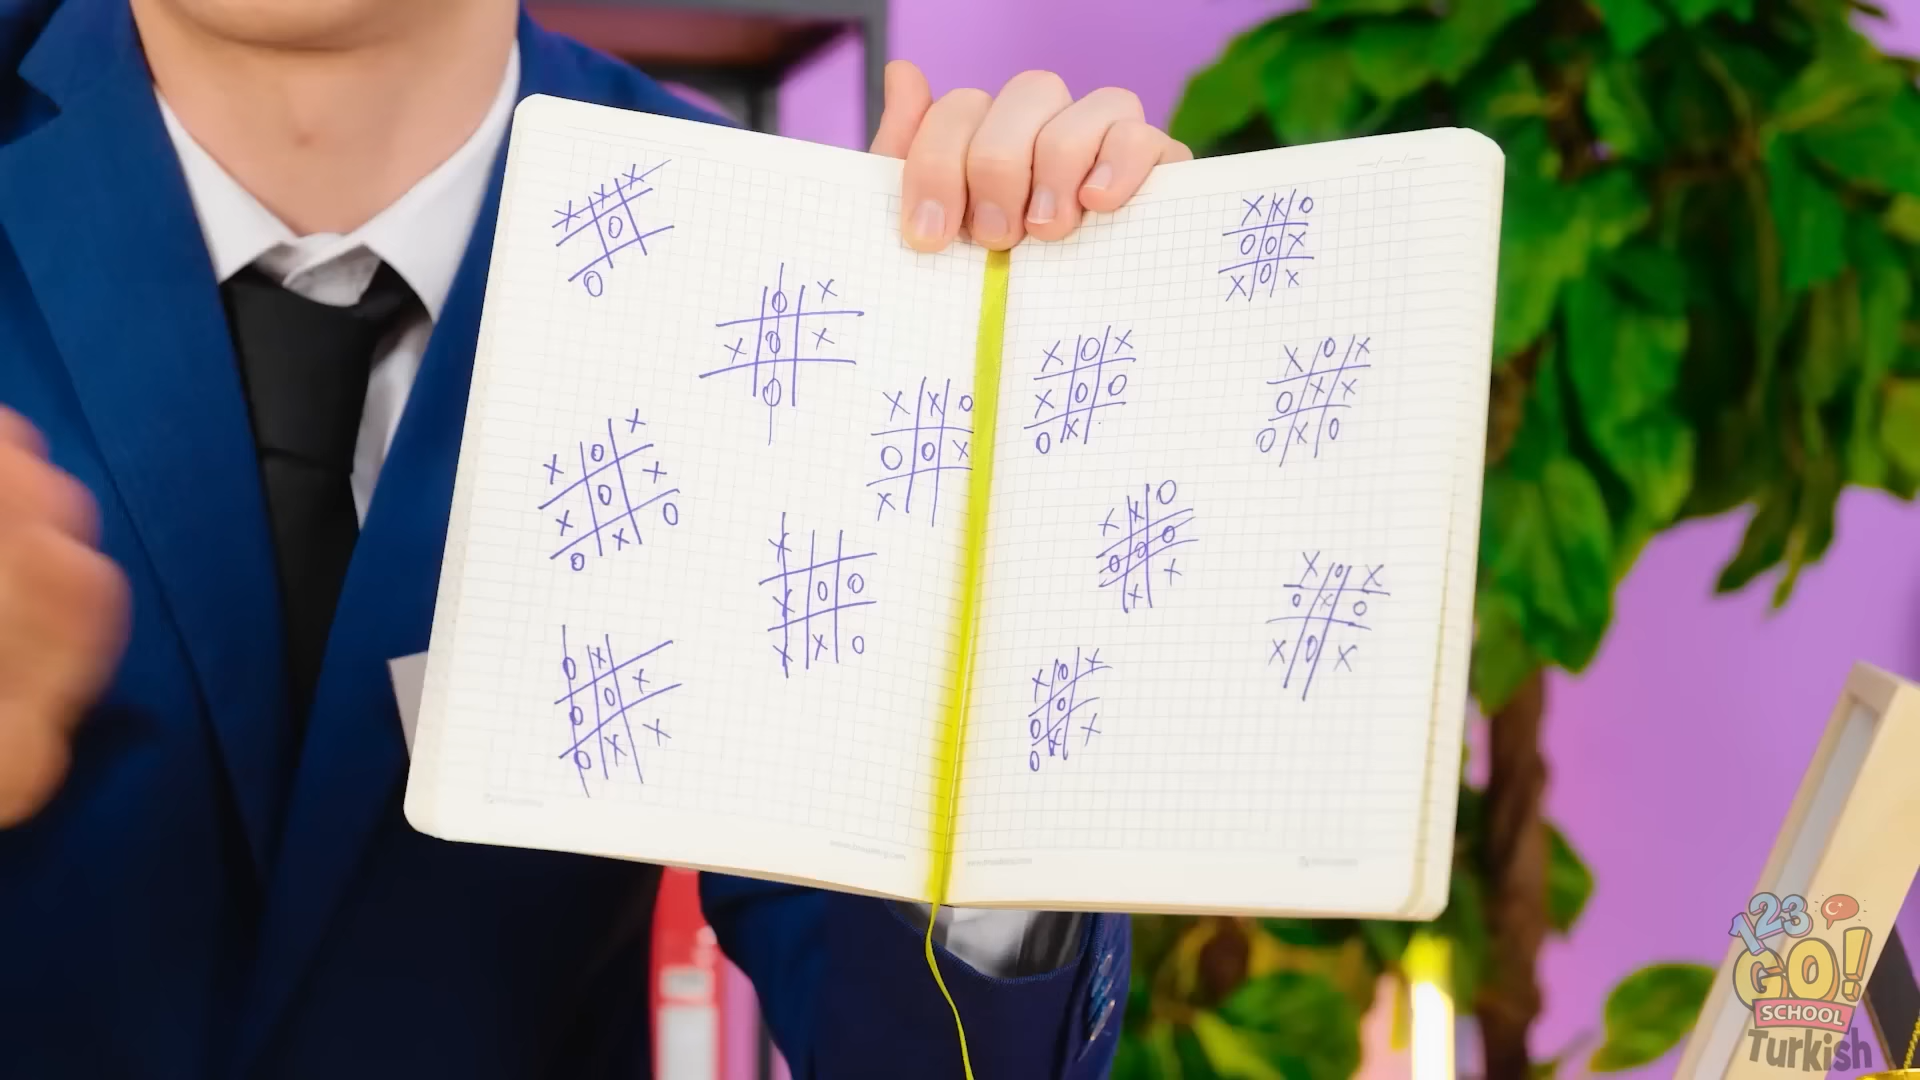 X X X
O
O
O X
X O X
O
X X O
O O X
X
X O X
X O X
O X O
X
X O O
X X O
O X
O O X
O X X
X X O
O O X
X O X
X O X
X O O
O X
X O X
O X X
O X O
X X O
O O O
X X
X O X
O X O
X O X
X O X
O O
O X X
123
GO!
SCHOOL
Turkish